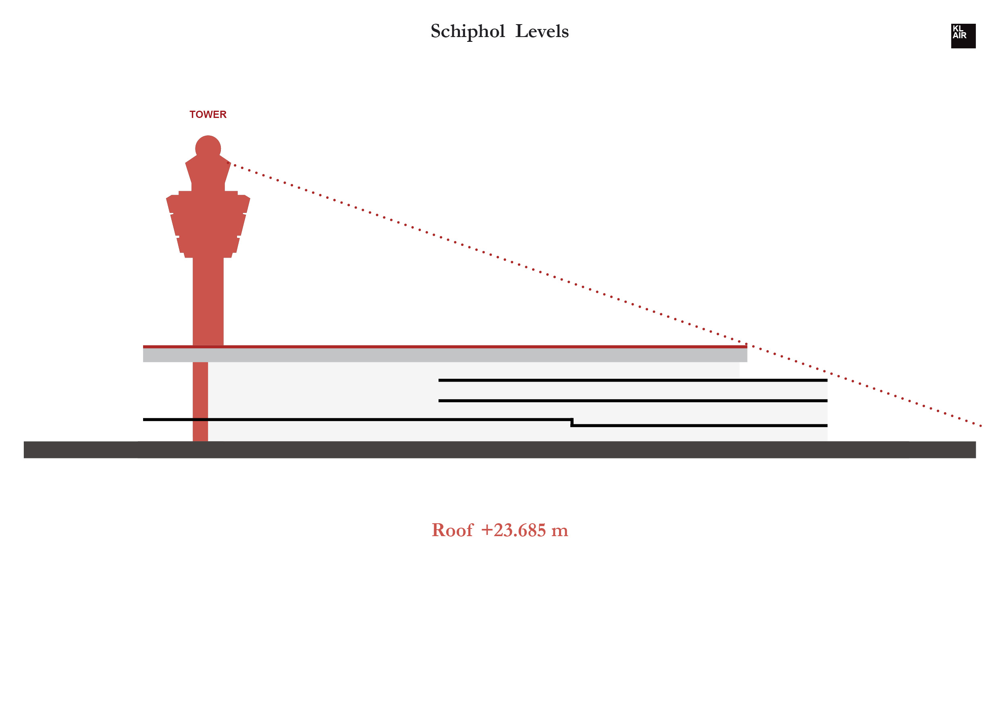 Schiphol Levels
KL
AIR
TOWER
Roof +23.685 m